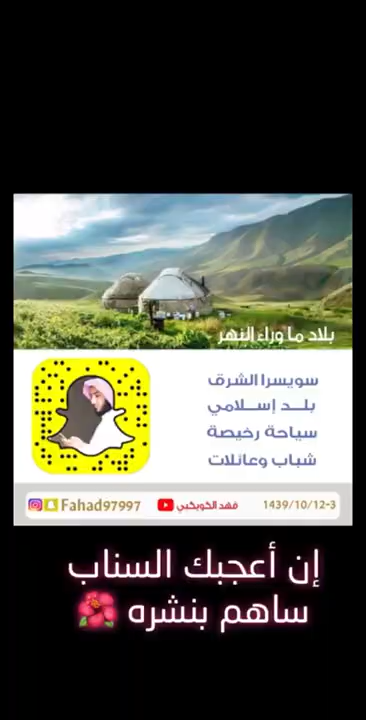 بلاد ما وراء النهر
سويسرا الشرق
بلد إسلامي
سياحة رخيصة
شباب وعائلات
Fahad97997
فهد الكويكبي
1439/10/12-3
إن أعجبك السناب
ساهم بنشره